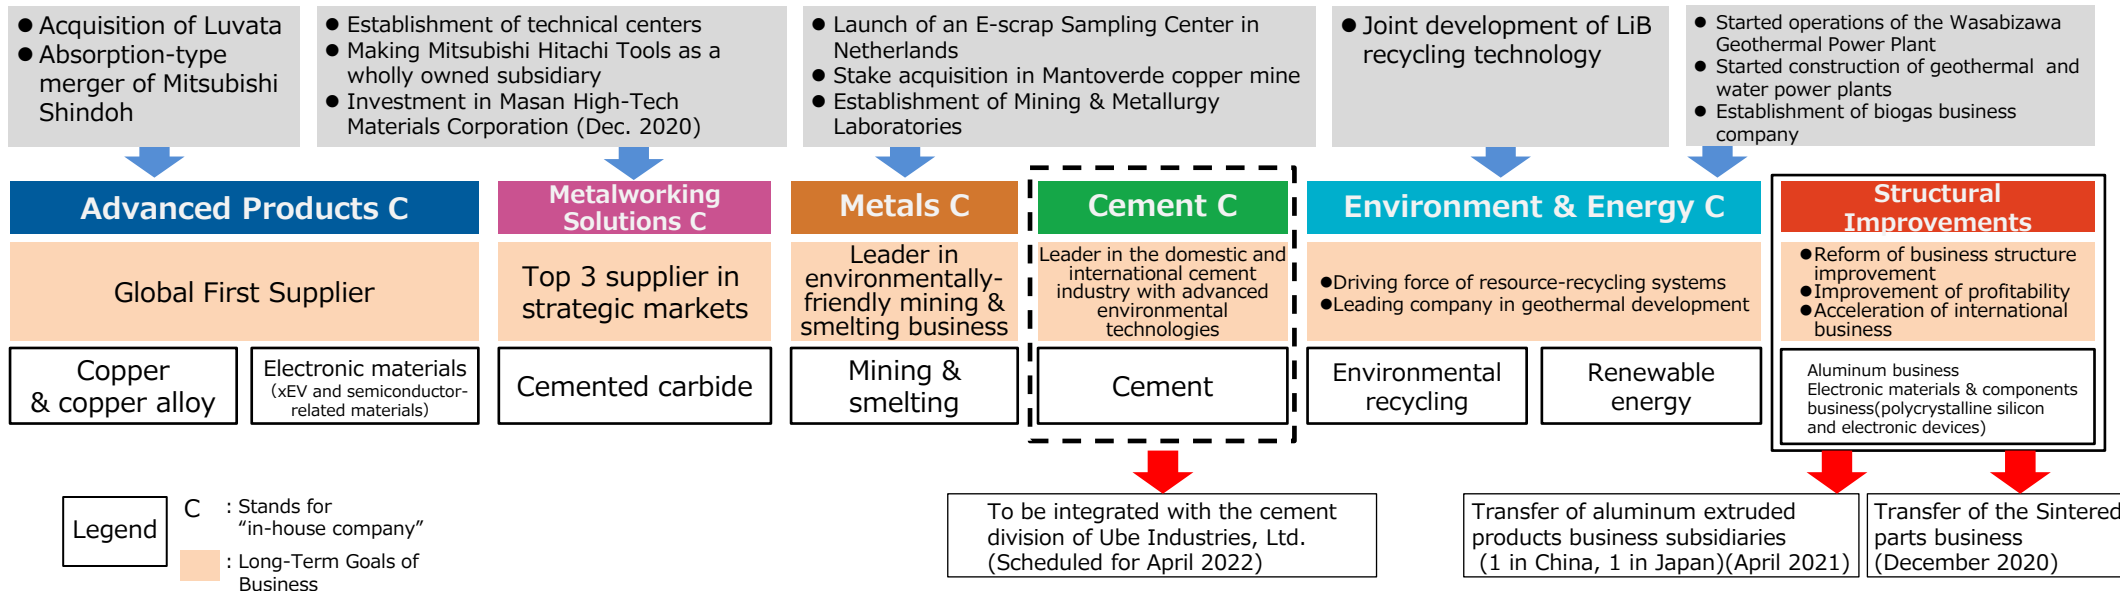 ● Acquisition of Luvata
● Absorption-type
merger of Mitsubishi
Shindoh
● Establishment of technical centers
● Making Mitsubishi Hitachi Tools as a
wholly owned subsidiary
● Investment in Masan High-Tech
Materials Corporation (Dec. 2020)
● Launch of an E-scrap Sampling Center in
Netherlands
● Stake acquisition in Mantoverde copper mine
● Establishment of Mining & Metallurgy
Laboratories
● Joint development of LiB
recycling technology
● Started operations of the Wasabizawa
Geothermal Power Plant
● Started construction of geothermal and
water power plants
● Establishment of biogas business
company
Advanced Products C
Metalworking
Solutions C
Metals C
Cement C
Environment & Energy C
Structural
Improvements
Global First Supplier
Top 3 supplier in
strategic markets
Leader in
environmentally-
friendly mining &
smelting business
Leader in the domestic and
international cement
industry with advanced
environmental
technologies
●Driving force of resource-recycling systems
●Leading company in geothermal development
●Reform of business structure
improvement
●Improvement of profitability
●Acceleration of international
business
Copper
& copper alloy
Electronic materials
(xEV and semiconductor-
related materials)
Cemented carbide
Mining &
smelting
Cement
Environmental
recycling
Renewable
energy
Aluminum business
Electronic materials & components
business(polycrystalline silicon
and electronic devices)
Legend
C : Stands for
"in-house company"
: Long-Term Goals of
Business
To be integrated with the cement
division of Ube Industries, Ltd.
(Scheduled for April 2022)
Transfer of aluminum extruded
products business subsidiaries
(1 in China, 1 in Japan)(April 2021)
Transfer of the Sintered
parts business
(December 2020)